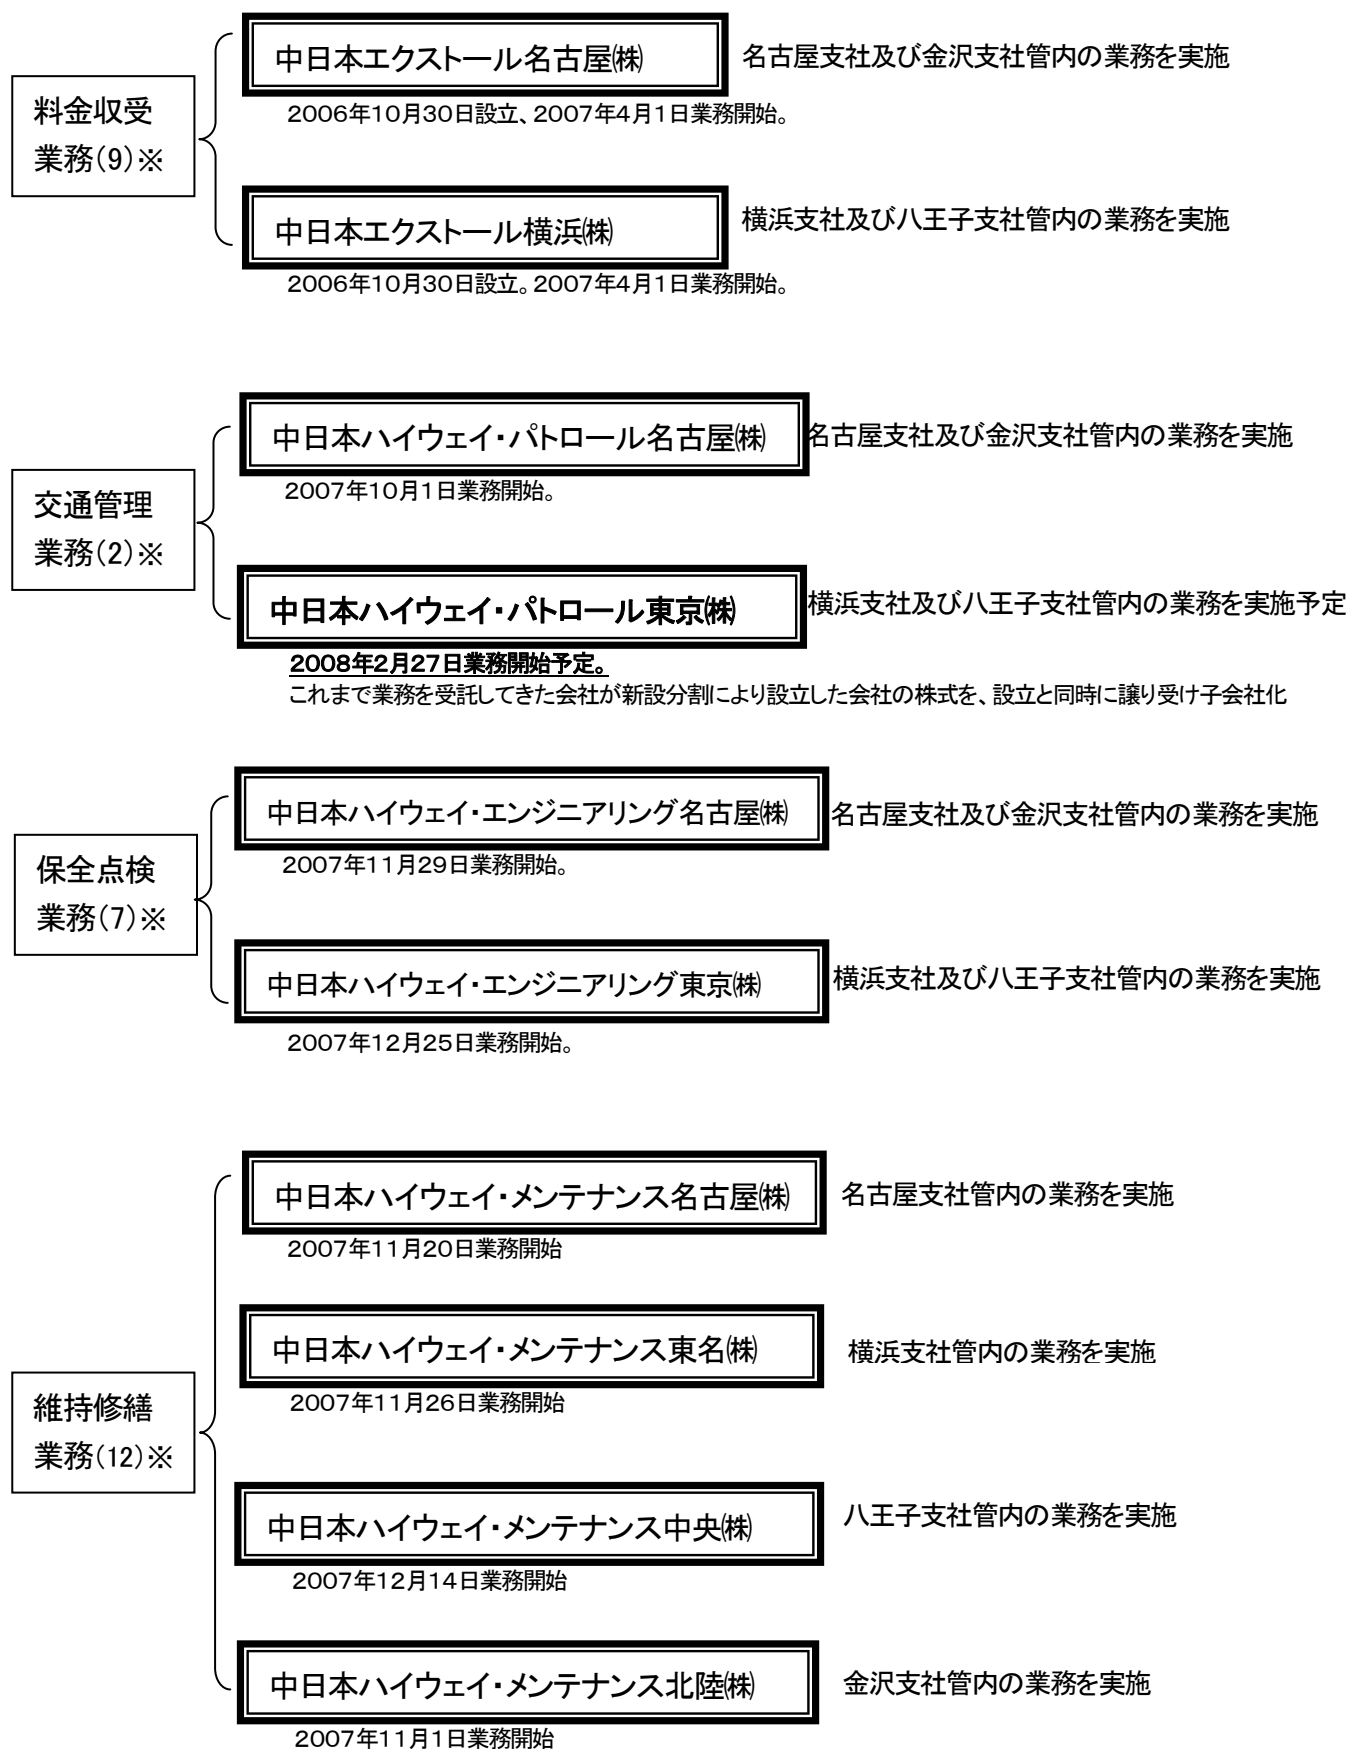 中日本エクストール名古屋㈱
名古屋支社及び金沢支社管内の業務を実施
2006年10月30日設立、2007年4月1日業務開始。
料金収受
業務(9)※
中日本エクストール横浜㈱
横浜支社及び八王子支社管内の業務を実施
2006年10月30日設立。2007年4月1日業務開始。
中日本ハイウェイ・パトロール名古屋㈱
名古屋支社及び金沢支社管内の業務を実施
2007年10月1日業務開始。
交通管理
業務(2)※
中日本ハイウェイ・パトロール東京㈱
横浜支社及び八王子支社管内の業務を実施予定
2008年2月27日業務開始予定。
これまで業務を受託してきた会社が新設分割により設立した会社の株式を、設立と同時に譲り受け子会社化
中日本ハイウェイ・エンジニアリング名古屋㈱
名古屋支社及び金沢支社管内の業務を実施
2007年11月29日業務開始。
保全点検
業務(7)※
中日本ハイウェイ・エンジニアリング東京㈱
横浜支社及び八王子支社管内の業務を実施
2007年12月25日業務開始。
中日本ハイウェイ・メンテナンス名古屋㈱
名古屋支社管内の業務を実施
2007年11月20日業務開始
中日本ハイウェイ・メンテナンス東名㈱
横浜支社管内の業務を実施
2007年11月26日業務開始
維持修繕
業務(12)※
中日本ハイウェイ・メンテナンス中央㈱
八王子支社管内の業務を実施
2007年12月14日業務開始
中日本ハイウェイ・メンテナンス北陸㈱
金沢支社管内の業務を実施
2007年11月1日業務開始